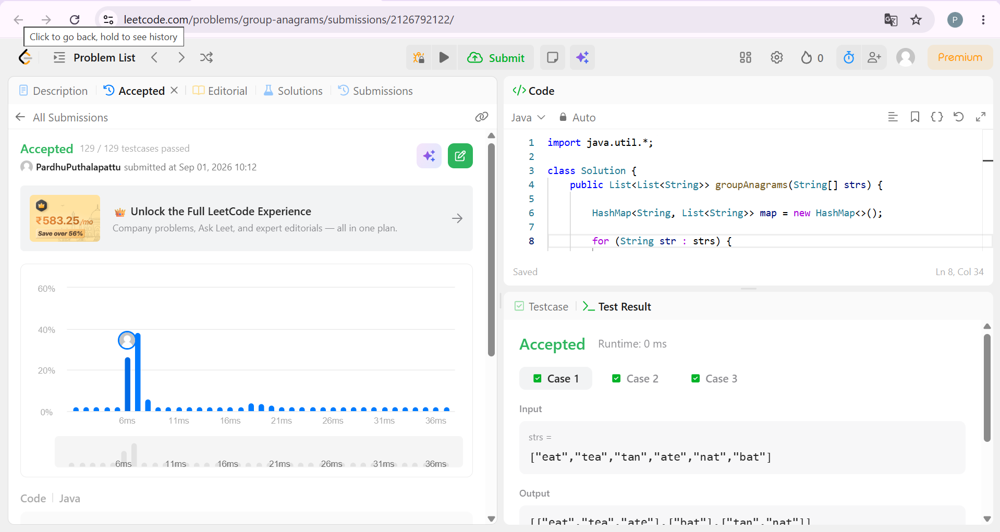 leetcode.com/problems/group-anagrams/submissions/2126792122/
P
Click to go back, hold to see history
Problem List
Submit
0
Premium
Description
Accepted
Editorial
Solutions
Submissions
All Submissions
Accepted 129 / 129 testcases passed
PardhuPuthalapattu submitted at Sep 01, 2026 10:12
₹583.25/mo
Save over 56%
Unlock the Full LeetCode Experience
Company problems, Ask Leet, and expert editorials — all in one plan.
60%
40%
20%
0%
6ms 11ms 16ms 21ms 26ms 31ms 36ms
6ms 11ms 16ms 21ms 26ms 31ms 36ms
Code Java
</> Code
Java Auto
1 import java.util.*;
2
3 class Solution {
4 public List<List<String>> groupAnagrams(String[] strs) {
5
6 HashMap<String, List<String>> map = new HashMap<>();
7
8 for (String str : strs) {
Saved
Ln 8, Col 34
Testcase
Test Result
Accepted Runtime: 0 ms
Case 1 Case 2 Case 3
Input
strs =
["eat","tea","tan","ate","nat","bat"]
Output
[["eat","tea","ate"],["bat"],["tan","nat"]]